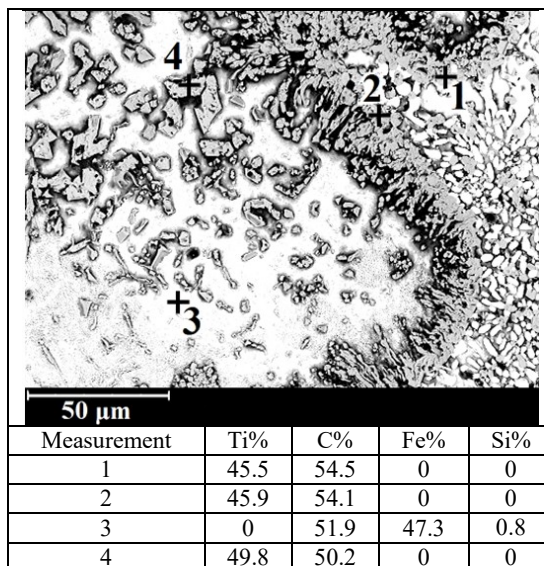 4
2
1
3
50 µm
Measurement Ti% C% Fe% Si%
1 45.5 54.5 0 0
2 45.9 54.1 0 0
3 0 51.9 47.3 0.8
4 49.8 50.2 0 0